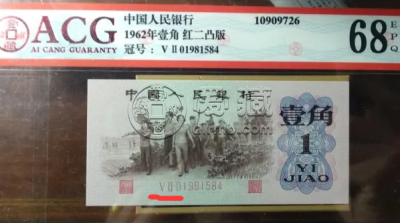 ACG
AI CANG GUARANTY
中国人民银行
10909726
1962年壹角 红二凸版
冠号: V II 01981584
68
EPQ
中国人民银行
壹角
1
YI JIAO
V II 01981584